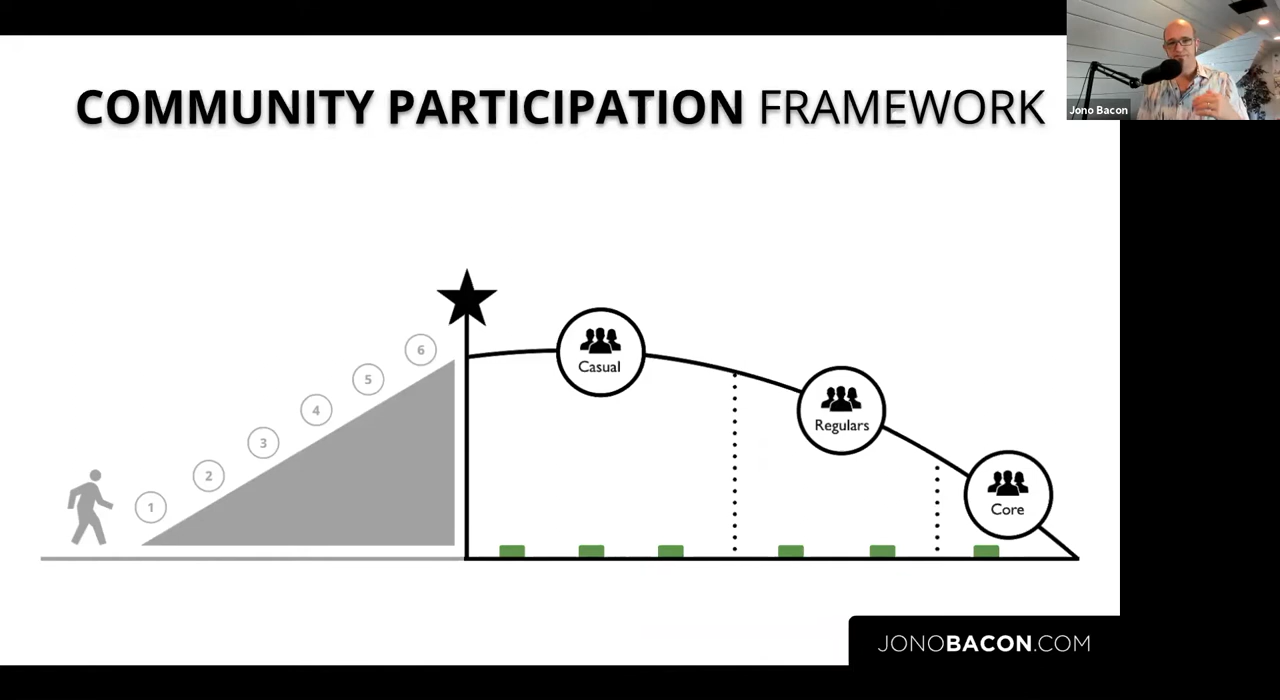 COMMUNITY PARTICIPATION FRAMEWORK
Jono Bacon
6
5
4
3
2
1
Casual
Regulars
Core
JONOBACON.COM